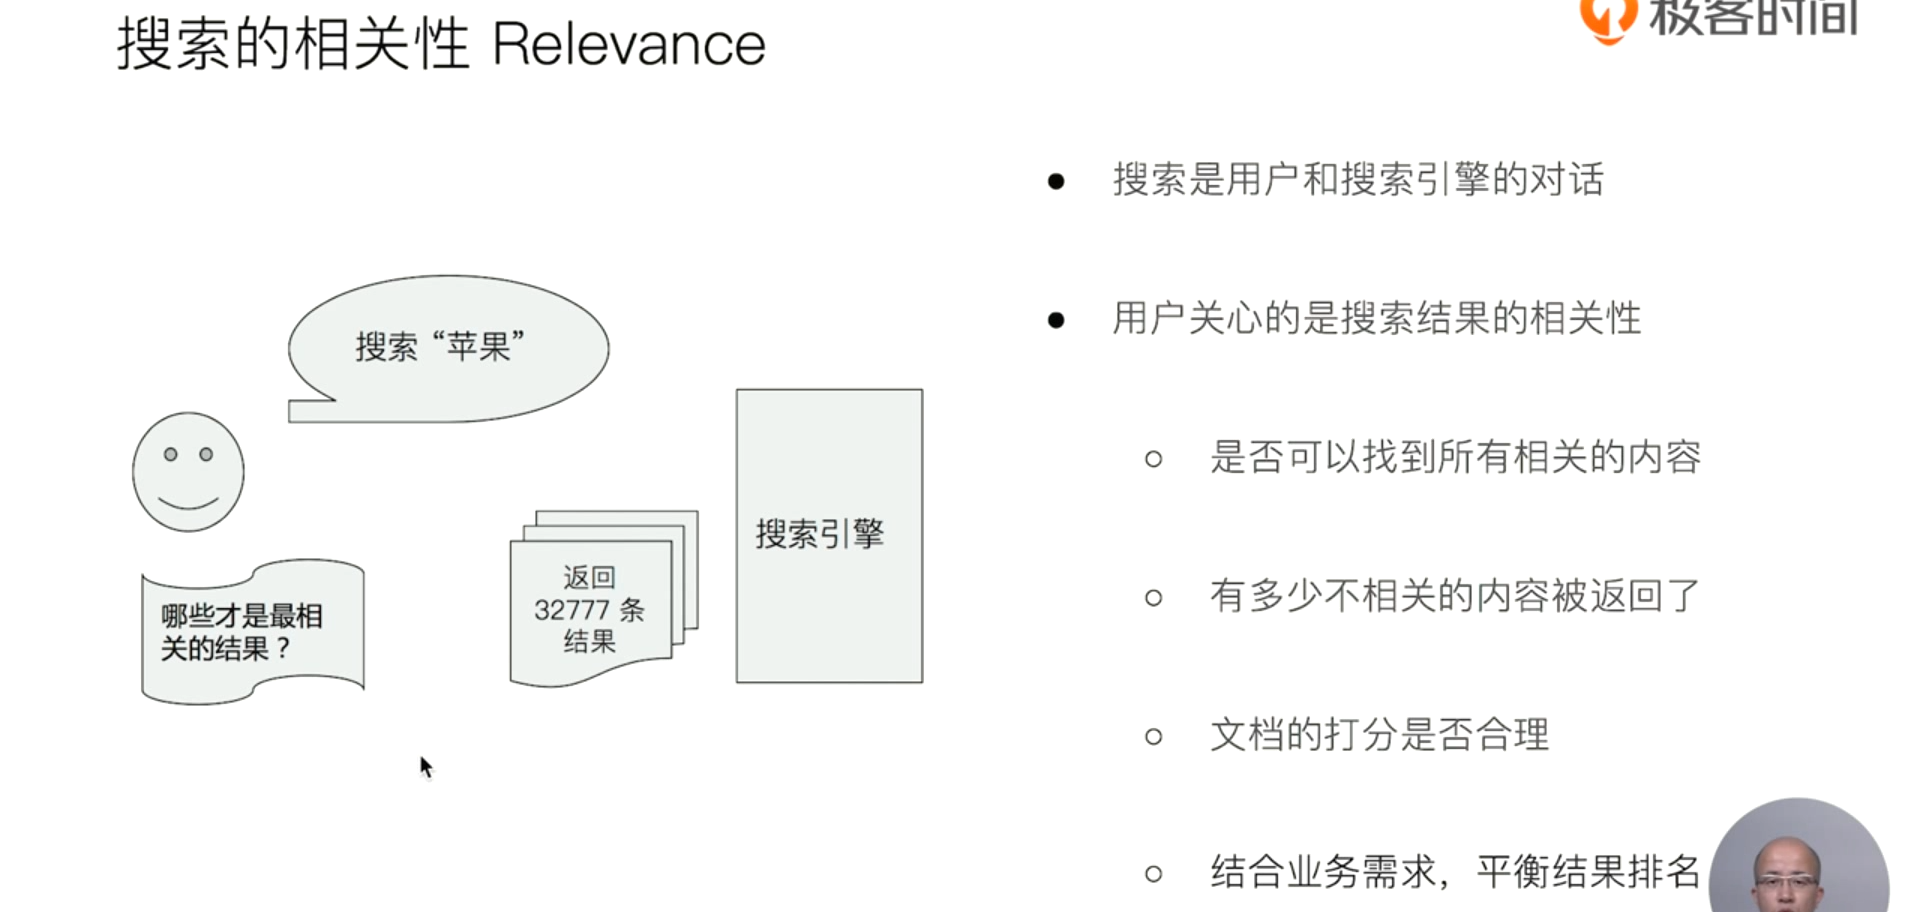 搜索的相关性 Relevance
极客时间
搜索“苹果”
搜索引擎
返回
32777 条
结果
哪些才是最相
关的结果？
搜索是用户和搜索引擎的对话
用户关心的是搜索结果的相关性
是否可以找到所有相关的内容
有多少不相关的内容被返回了
文档的打分是否合理
结合业务需求，平衡结果排名